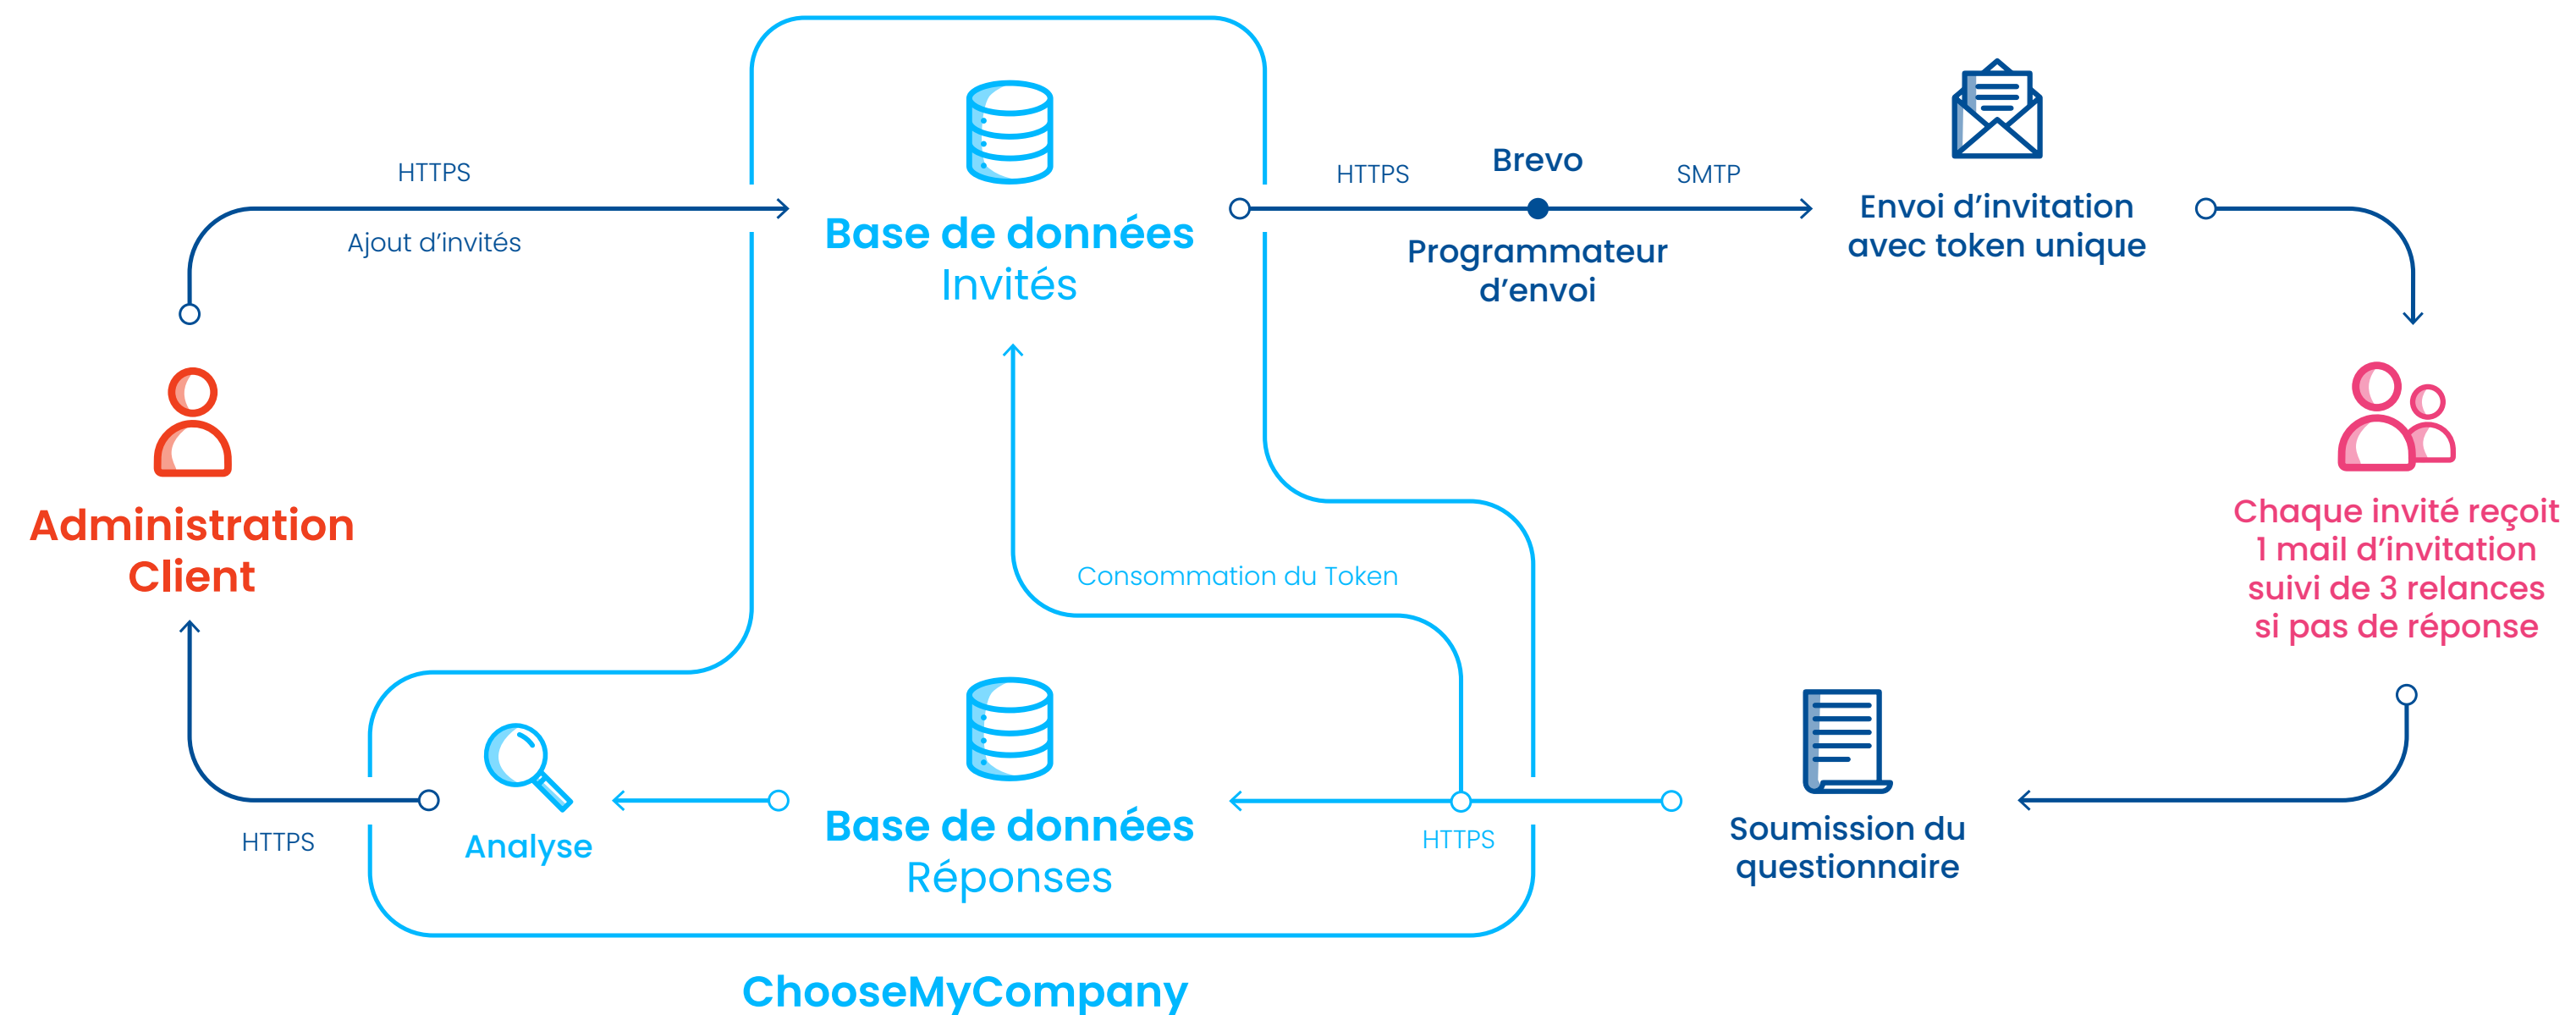 HTTPS
Ajout d’invités
Base de données
Invités
HTTPS
Brevo
SMTP
Programmateur
d’envoi
Envoi d’invitation
avec token unique
Administration
Client
Chaque invité reçoit
1 mail d’invitation
suivi de 3 relances
si pas de réponse
Consommation du Token
HTTPS
Analyse
Base de données
Réponses
HTTPS
Soumission du
questionnaire
ChooseMyCompany